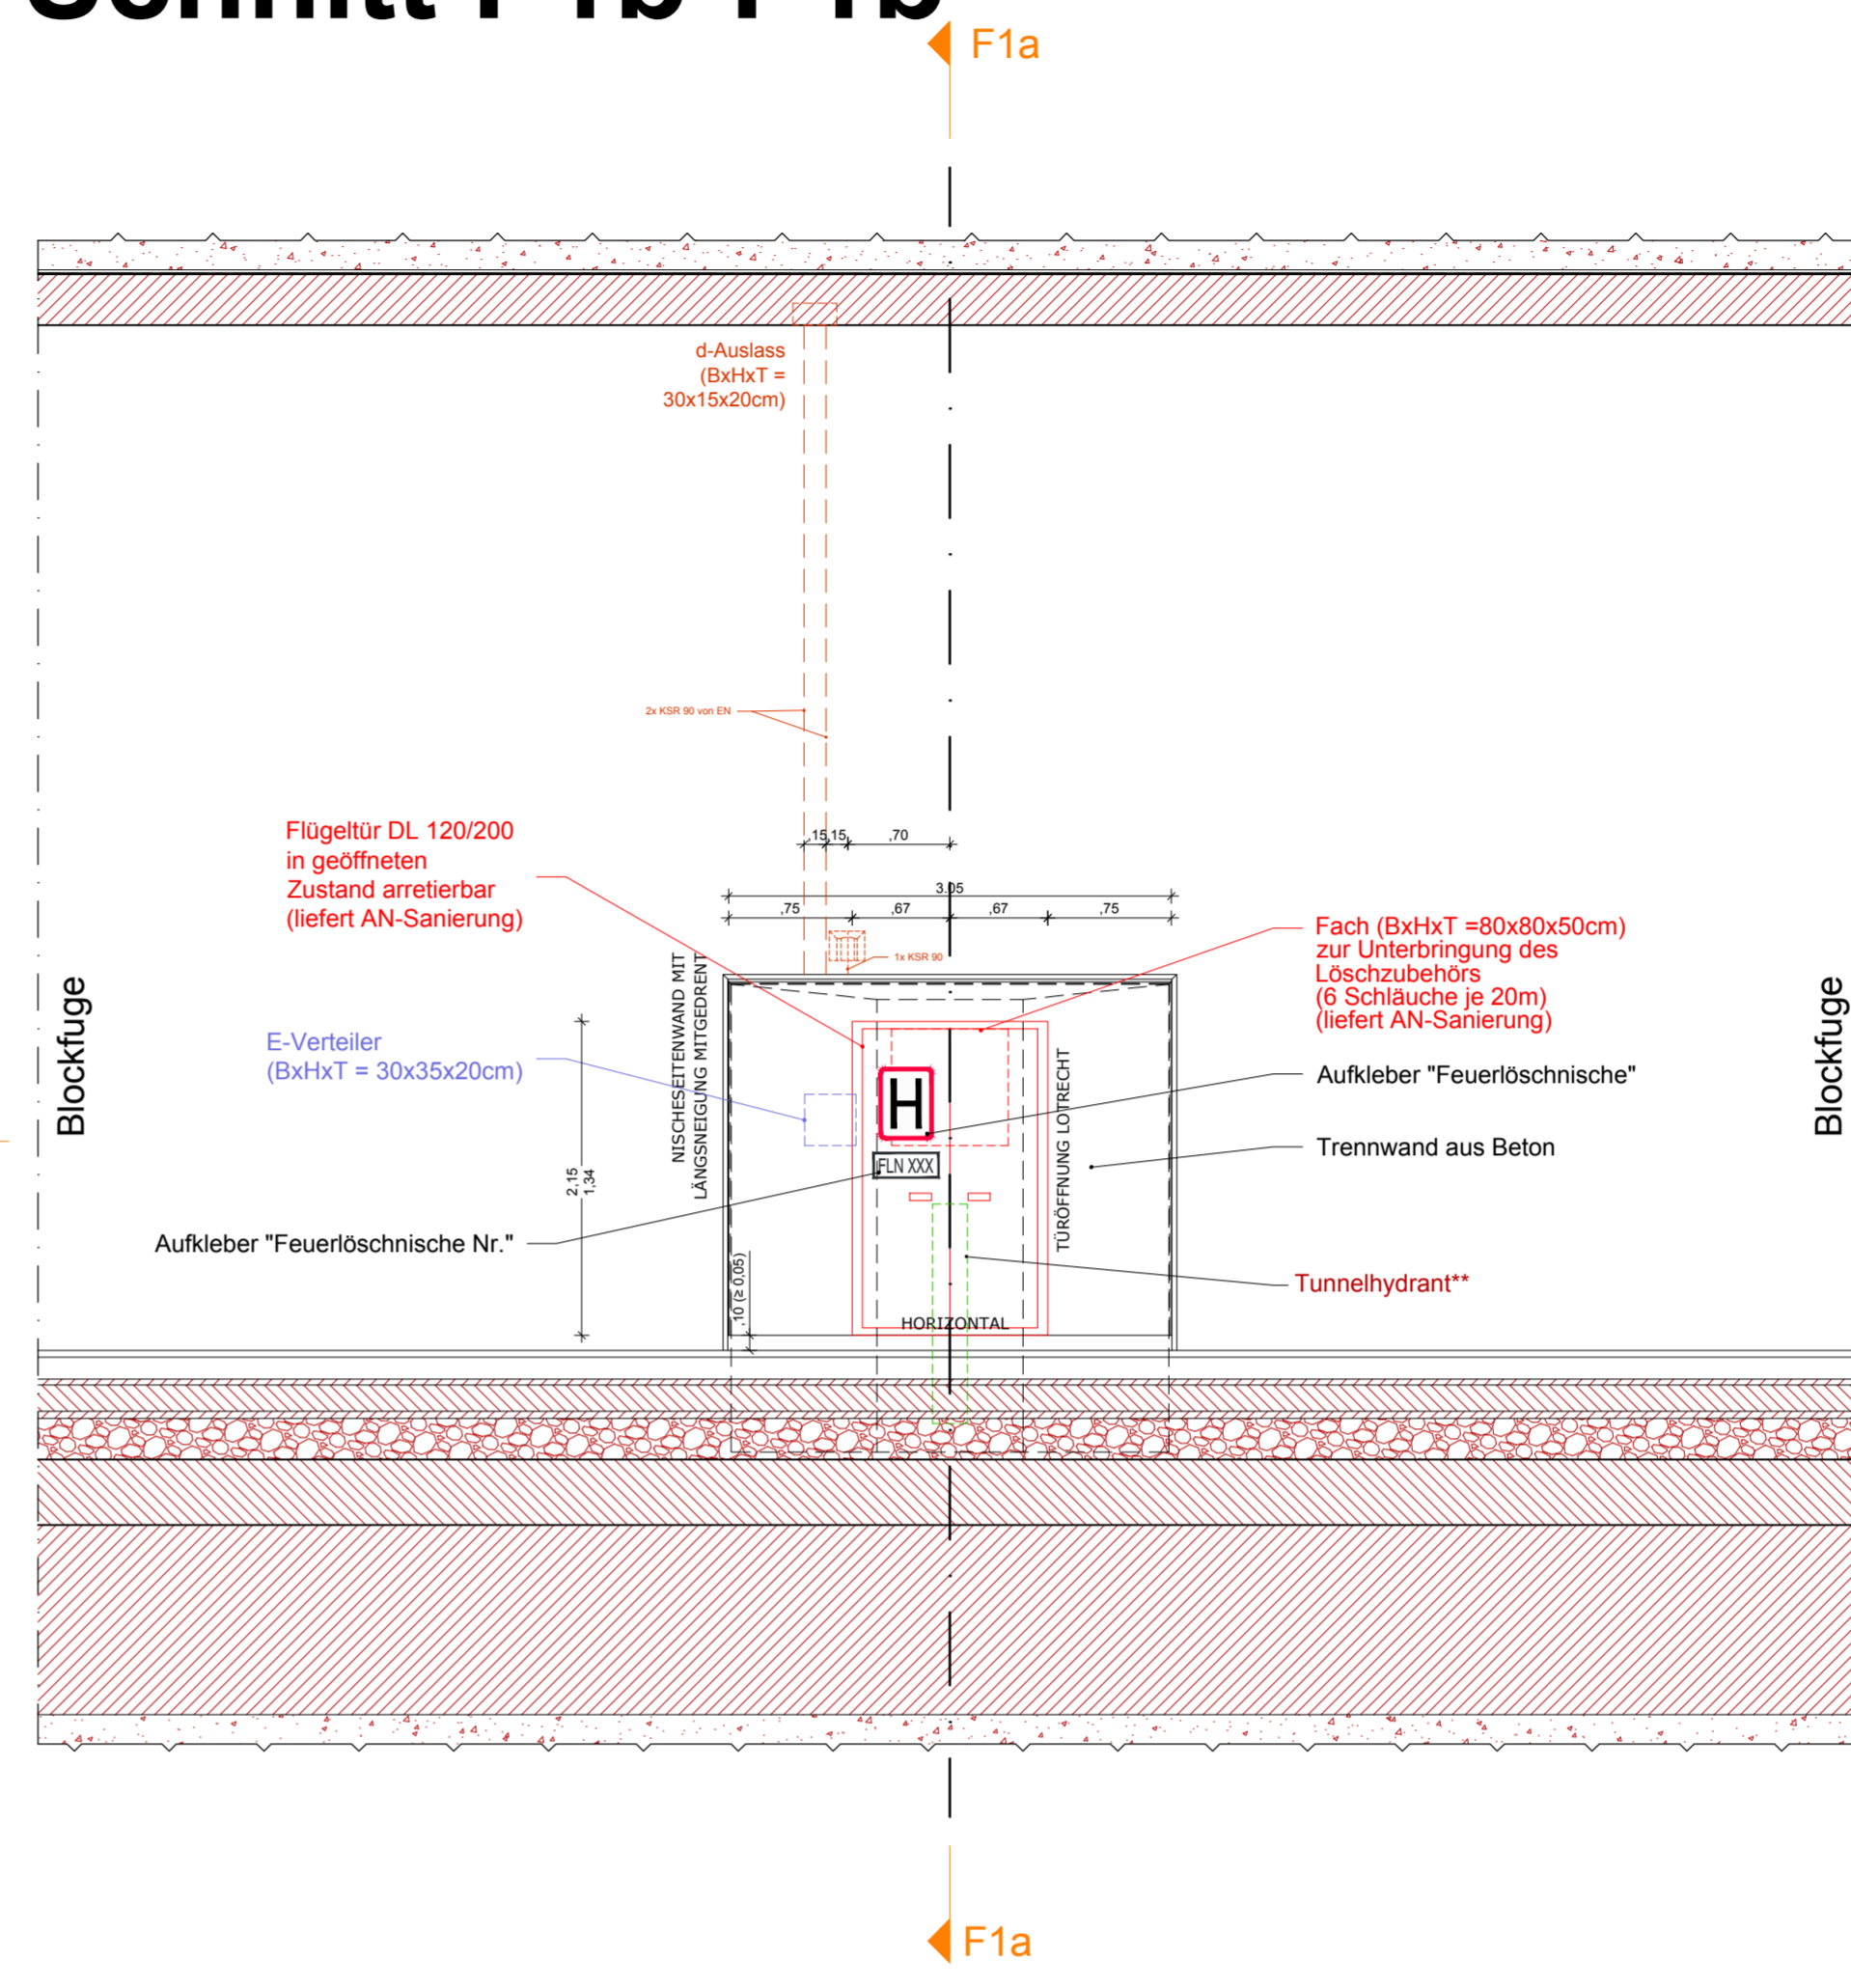 F1a
d-Auslass
(BxHxT =
30x15x20cm)
2x KSR 90 von EN
Flügeltür DL 120/200
in geöffneten
Zustand arretierbar
(liefert AN-Sanierung)
,15
,15
,70
3.05
,75
,67
,67
,75
1x KSR 90
Fach (BxHxT =80x80x50cm)
zur Unterbringung des
Löschzubehörs
(6 Schläuche je 20m)
(liefert AN-Sanierung)
Blockfuge
E-Verteiler
(BxHxT = 30x35x20cm)
NISCHESEITENWAND MIT
LÄNGSNEIGUNG MITGEDRENT
H
FLN XXX
TÜRÖFFNUNG LOTRECHT
Aufkleber "Feuerlöschnische"
Trennwand aus Beton
Blockfuge
2,15
1,34
Aufkleber "Feuerlöschnische Nr."
,10 (≥ 0,05)
HORIZONTAL
Tunnelhydrant**
F1a